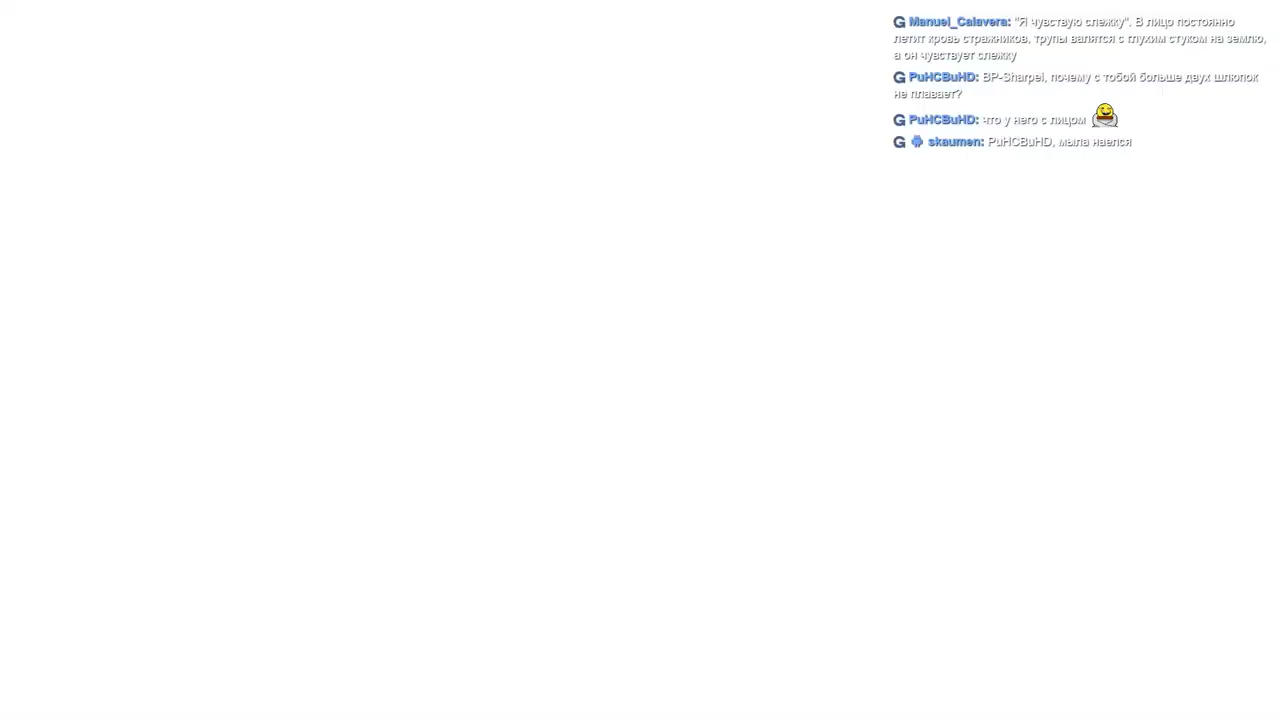 G Manuel_Calavera: "Я чувствую слежку". В лицо постоянно
летит кровь стражников, трупы валятся с глухим стуком на землю,
а он чувствует слежку
G PuHCBuHD: BP-Sharpei, почему с тобой больше двух шлюпок
не плавает?
G PuHCBuHD: что у него с лицом
G skaumen: PuHCBuHD, мыла наелся